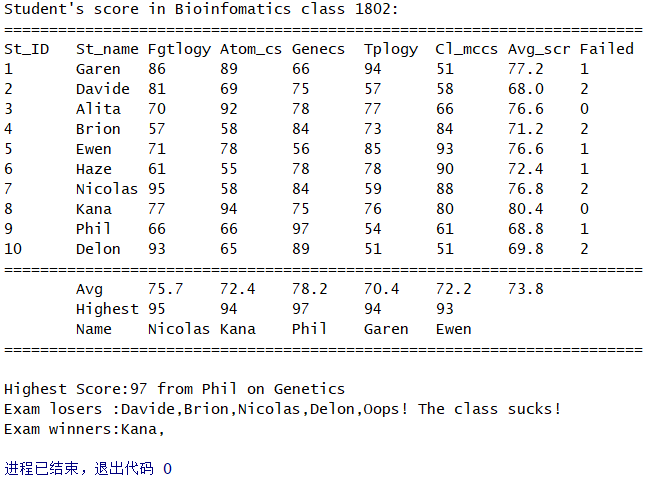 Student's score in Bioinfomatics class 1802:
=======================================================================
St_ID   St_name Fgtlogy Atom_cs Genecs  Tplogy  Cl_mccs Avg_scr Failed
1       Garen   86      89      66      94      51      77.2    1
2       Davide  81      69      75      57      58      68.0    2
3       Alita   70      92      78      77      66      76.6    0
4       Brion   57      58      84      73      84      71.2    2
5       Ewen    71      78      56      85      93      76.6    1
6       Haze    61      55      78      78      90      72.4    1
7       Nicolas 95      58      84      59      88      76.8    2
8       Kana    77      94      75      76      80      80.4    0
9       Phil    66      66      97      54      61      68.8    1
10      Delon   93      65      89      51      51      69.8    2
=======================================================================
        Avg     75.7    72.4    78.2    70.4    72.2    73.8
        Highest 95      94      97      94      93
        Name    Nicolas Kana    Phil    Garen   Ewen
=======================================================================
Highest Score:97 from Phil on Genetics
Exam losers :Davide,Brion,Nicolas,Delon,Oops! The class sucks!
Exam winners:Kana,
进程已结束，退出代码 0